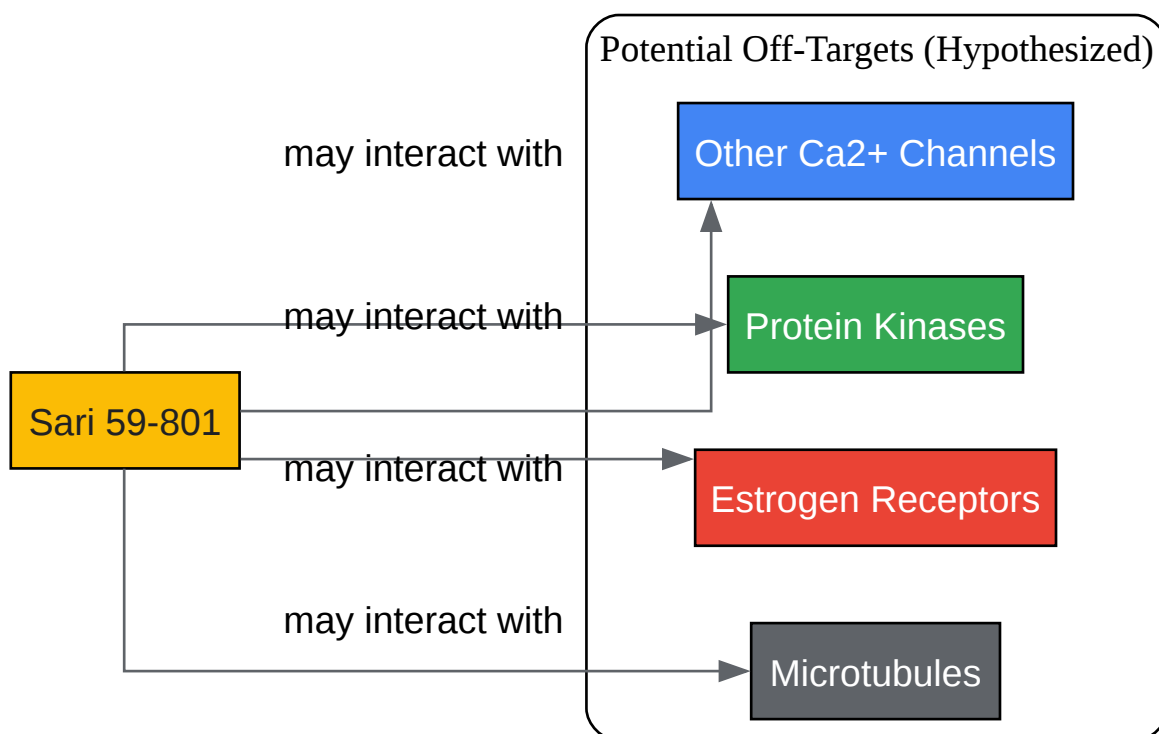 Potential Off-Targets (Hypothesized)
may interact with
Other Ca2+ Channels
may interact with
Protein Kinases
Sari 59-801
may interact with
Estrogen Receptors
may interact with
Microtubules